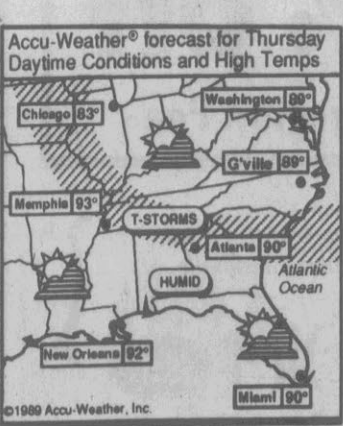 Accu-Weather® forecast for Thursday
Daytime Conditions and High Temps
Chicago 83°
Washington 89°
G'ville 89°
Memphis 93°
T-STORMS
Atlanta 90°
HUMID
Atlantic
Ocean
New Orleans 92°
Miami 90°
©1989 Accu-Weather, Inc.